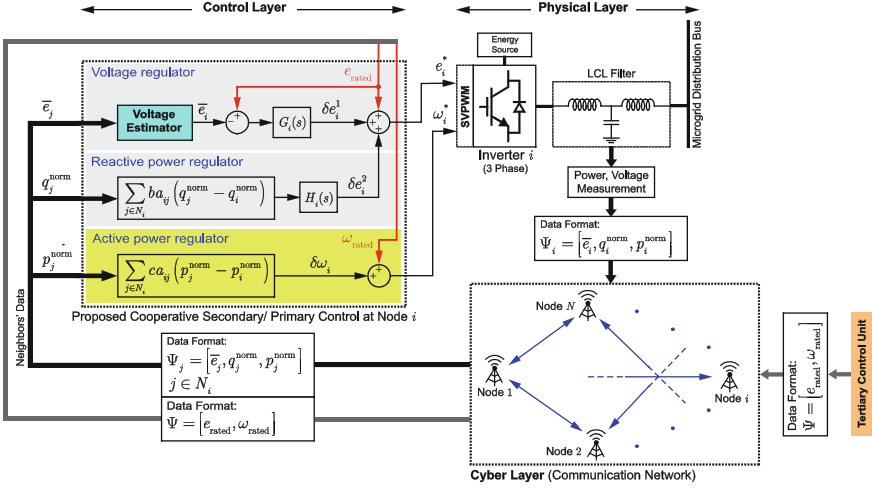 Control Layer
Physical Layer
Voltage regulator
e_rated
e̅_j
Voltage
Estimator
e̅_i
−
+
G_i(s)
δe_i^1
+
+
+
Reactive power regulator
q_j^norm
∑_{j∈N_i} ba_ij (q_j^norm − q_i^norm)
H_i(s)
δe_i^2
Active power regulator
ω_rated
p_j^norm
∑_{j∈N_i} ca_ij (p_j^norm − p_i^norm)
δω_i
+
+
Proposed Cooperative Secondary/ Primary Control at Node i
Neighbors' Data
e_i^*
ω_i^*
Energy
Source
SVPWM
Inverter i
(3 Phase)
LCL Filter
Microgrid Distribution Bus
Power, Voltage
Measurement
Data Format:
Ψ_i = [e̅_i, q_i^norm, p_i^norm]
Data Format:
Ψ_j = [e̅_j, q_j^norm, p_j^norm]
j ∈ N_i
Data Format:
Ψ = [e_rated, ω_rated]
Node N
Node 1
Node i
Node 2
Cyber Layer (Communication Network)
Data Format:
Ψ = [e_rated, ω_rated]
Tertiary Control Unit